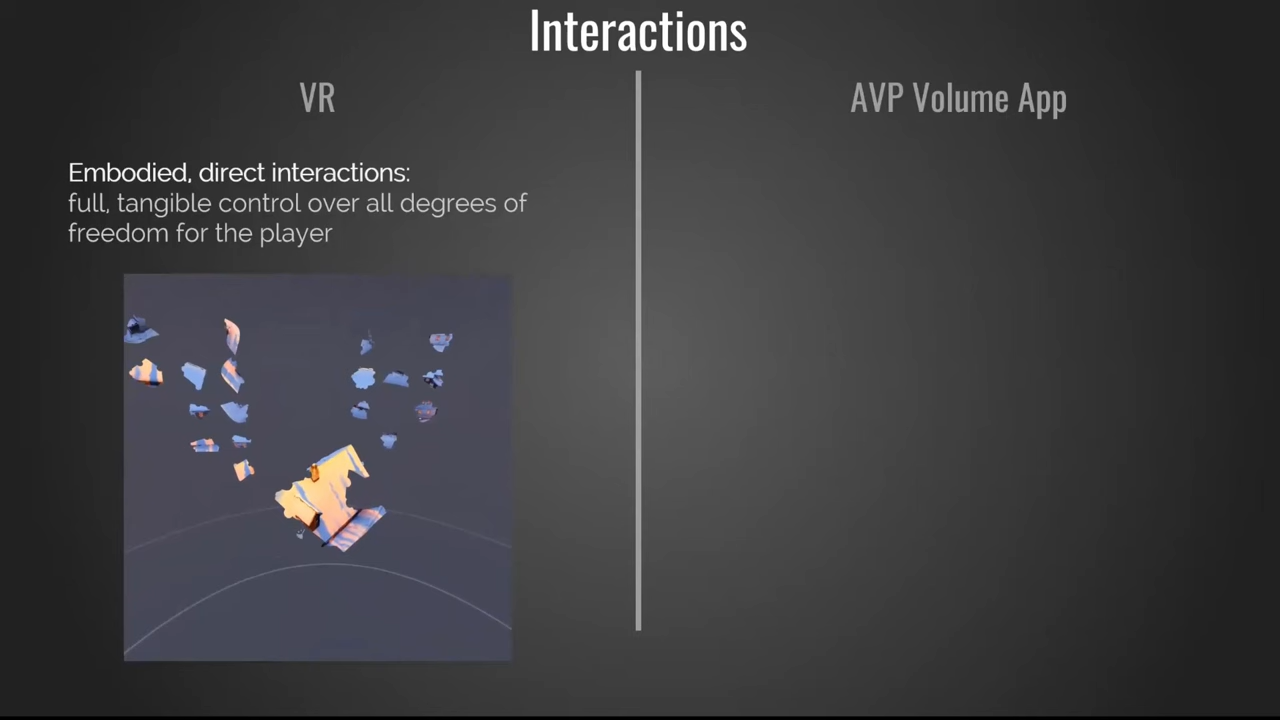 Interactions
VR
AVP Volume App
Embodied, direct interactions:
full, tangible control over all degrees of
freedom for the player